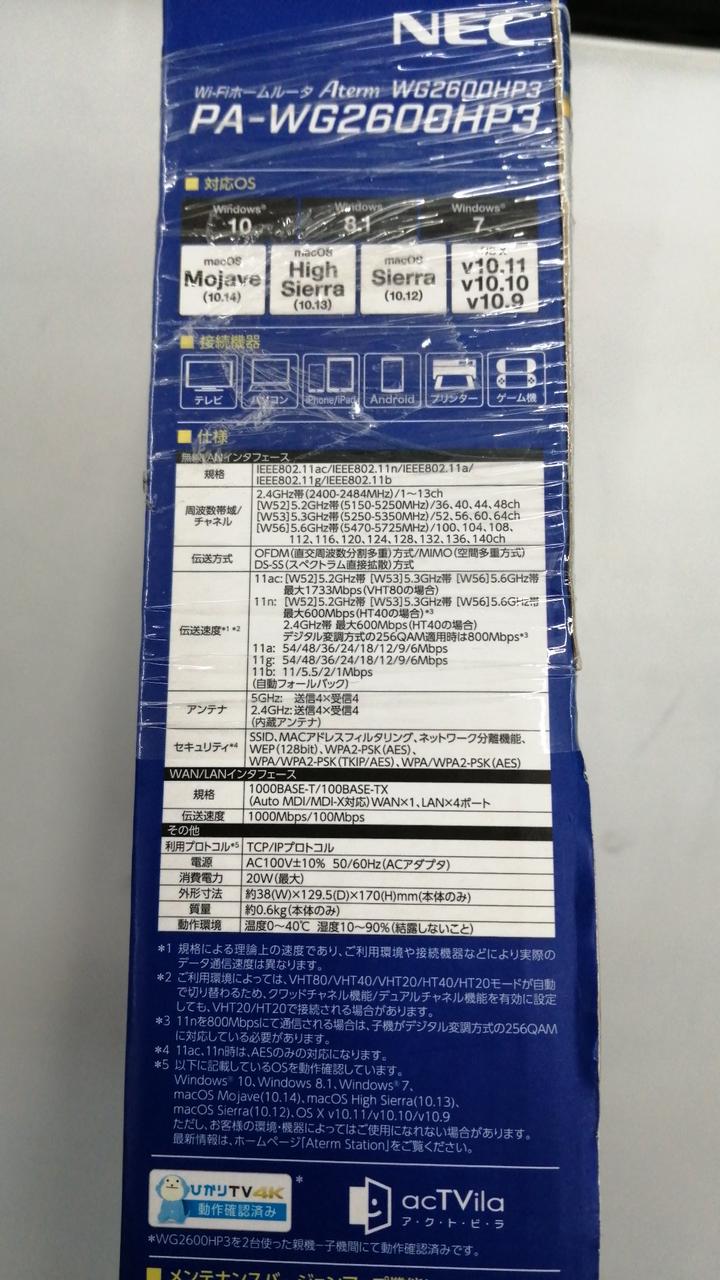 NEC
Wi-Fiホームルータ Aterm WG2600HP3
PA-WG2600HP3
■ 対応OS
Windows® 10
Windows 8.1
Windows® 7
macOS Mojave (10.14)
macOS High Sierra (10.13)
macOS Sierra (10.12)
v10.11
v10.10
v10.9
■ 接続機器
テレビ パソコン iPhone/iPad Android プリンター ゲーム機
■ 仕様
無線LANインタフェース
規格 IEEE802.11ac/IEEE802.11n/IEEE802.11a/
IEEE802.11g/IEEE802.11b
周波数帯域/チャネル 2.4GHz帯(2400-2484MHz)/1〜13ch
[W52]5.2GHz帯(5150-5250MHz)/36、40、44、48ch
[W53]5.3GHz帯(5250-5350MHz)/52、56、60、64ch
[W56]5.6GHz帯(5470-5725MHz)/100、104、108、
112、116、120、124、128、132、136、140ch
伝送方式 OFDM(直交周波数分割多重)方式/MIMO(空間多重方式)
DS-SS(スペクトラム直接拡散)方式
伝送速度*1 *2 11ac: [W52]5.2GHz帯 [W53]5.3GHz帯 [W56]5.6GHz帯
最大1733Mbps(VHT80の場合)
11n: [W52]5.2GHz帯 [W53]5.3GHz帯 [W56]5.6GHz帯
最大600Mbps(HT40の場合)*3
2.4GHz帯 最大600Mbps(HT40の場合)
デジタル変調方式の256QAM適用時は800Mbps*3
11a: 54/48/36/24/18/12/9/6Mbps
11g: 54/48/36/24/18/12/9/6Mbps
11b: 11/5.5/2/1Mbps
(自動フォールバック)
アンテナ 5GHz: 送信4×受信4
2.4GHz: 送信4×受信4
(内蔵アンテナ)
セキュリティ*4 SSID、MACアドレスフィルタリング、ネットワーク分離機能、
WEP(128bit)、WPA2-PSK(AES)、
WPA/WPA2-PSK(TKIP/AES)、WPA/WPA2-PSK(AES)
WAN/LANインタフェース
規格 1000BASE-T/100BASE-TX
(Auto MDI/MDI-X対応)WAN×1、LAN×4ポート
伝送速度 1000Mbps/100Mbps
その他
利用プロトコル*5 TCP/IPプロトコル
電源 AC100V±10% 50/60Hz(ACアダプタ)
消費電力 20W(最大)
外形寸法 約38(W)×129.5(D)×170(H)mm(本体のみ)
質量 約0.6kg(本体のみ)
動作環境 温度0〜40℃ 湿度10〜90%(結露しないこと)
*1 規格による理論上の速度であり、ご利用環境や接続機器などにより実際の
データ通信速度は異なります。
*2 ご利用環境によっては、VHT80/VHT40/VHT20/HT40/HT20モードが自動
で切り替わるため、クワッドチャネル機能/デュアルチャネル機能を有効に設定
しても、VHT20/HT20で接続される場合があります。
*3 11nを800Mbpsにて通信される場合は、子機がデジタル変調方式の256QAM
に対応している必要があります。
*4 11ac、11n時は、AESのみの対応になります。
*5 以下に記載しているOSを動作確認しています。
Windows® 10、Windows 8.1、Windows® 7、
macOS Mojave(10.14)、macOS High Sierra(10.13)、
macOS Sierra(10.12)、OS X v10.11/v10.10/v10.9
ただし、お客様の環境・機器によってはご使用になれない場合があります。
最新情報は、ホームページ「Aterm Station」をご覧ください。
ひかりTV4K *
動作確認済み
acTVila
ア・ク・ト・ビ・ラ
*WG2600HP3を2台使った親機−子機間にて動作確認済みです。